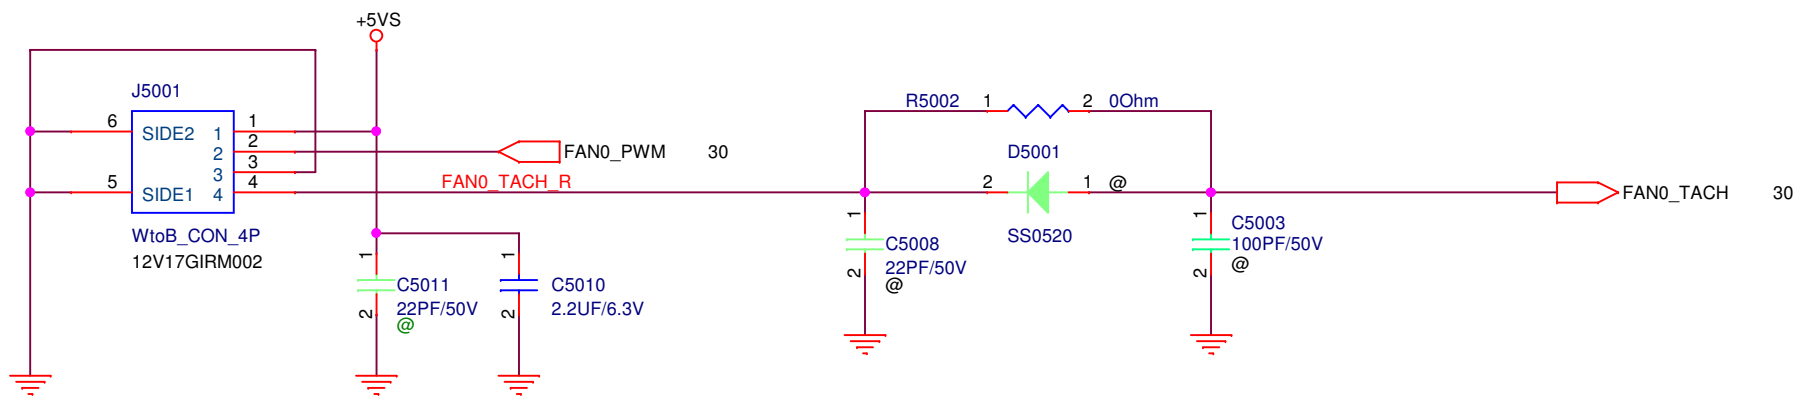 +5VS
J5001
6
SIDE2
1
1
2
2
3
3
5
SIDE1
4
4
WtoB_CON_4P
12V17GIRM002
FAN0_PWM 30
FAN0_TACH_R
1
C5011
22PF/50V
@
2
1
C5010
2.2UF/6.3V
2
R5002 1 2 0Ohm
D5001
2 1 @
SS0520
1
C5008
22PF/50V
@
2
1
C5003
100PF/50V
@
2
FAN0_TACH 30